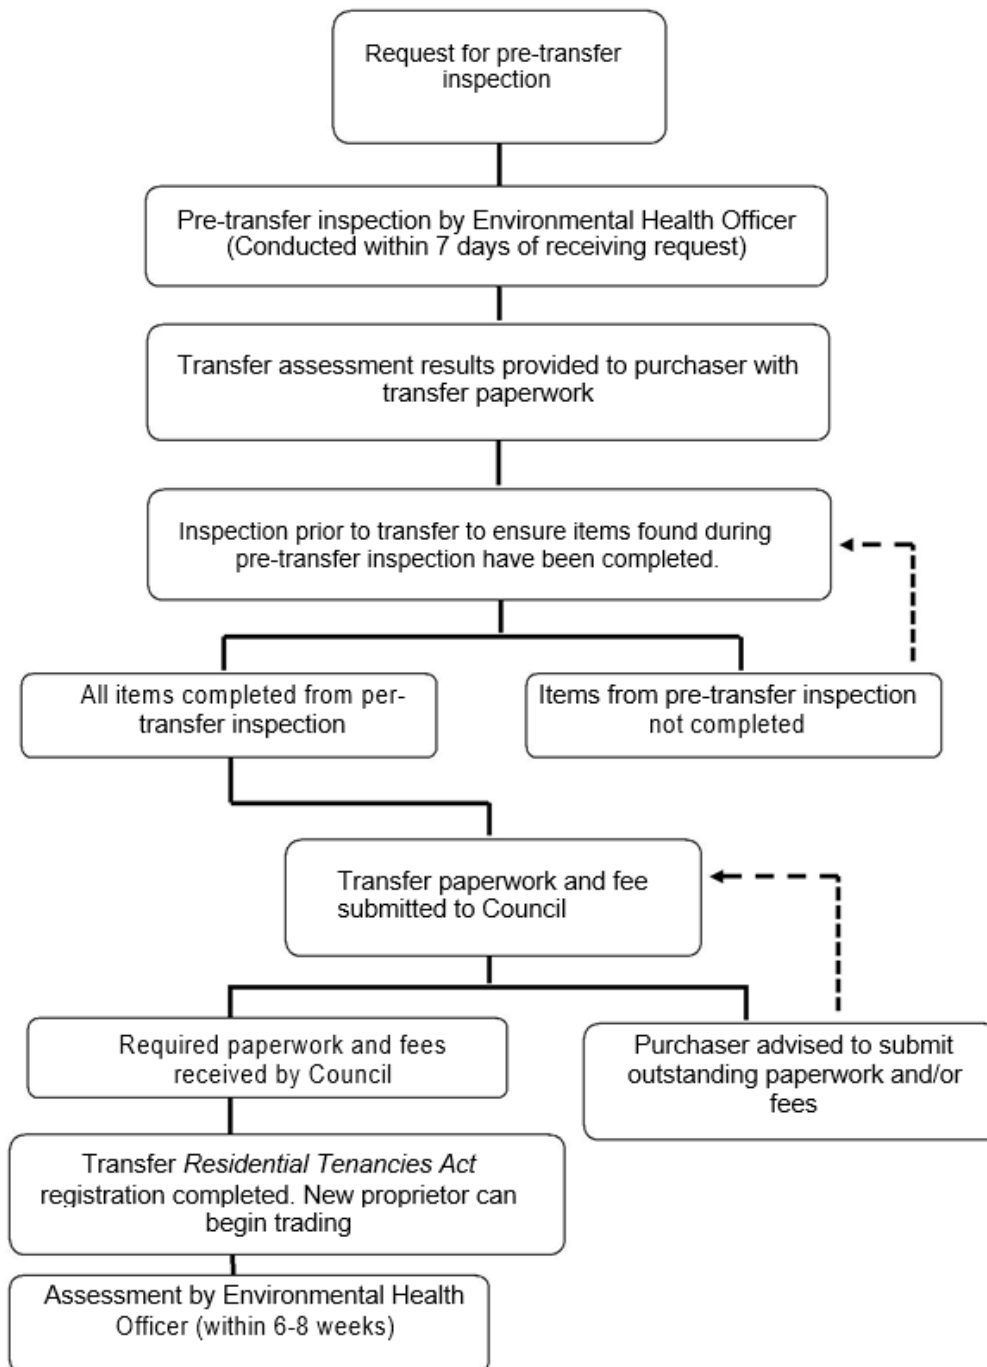 Request for pre-transfer
inspection
Pre-transfer inspection by Environmental Health Officer
(Conducted within 7 days of receiving request)
Transfer assessment results provided to purchaser with
transfer paperwork
Inspection prior to transfer to ensure items found during
pre-transfer inspection have been completed.
All items completed from per-
transfer inspection
Items from pre-transfer inspection
not completed
Transfer paperwork and fee
submitted to Council
Required paperwork and fees
received by Council
Purchaser advised to submit
outstanding paperwork and/or
fees
Transfer Residential Tenancies Act
registration completed. New proprietor can
begin trading
Assessment by Environmental Health
Officer (within 6-8 weeks)